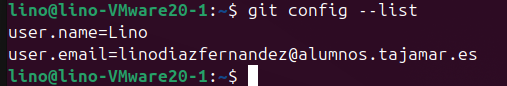 lino@lino-VMware20-1:~$ git config --list
user.name=Lino
user.email=linodiazfernandez@alumnos.tajamar.es
lino@lino-VMware20-1:~$